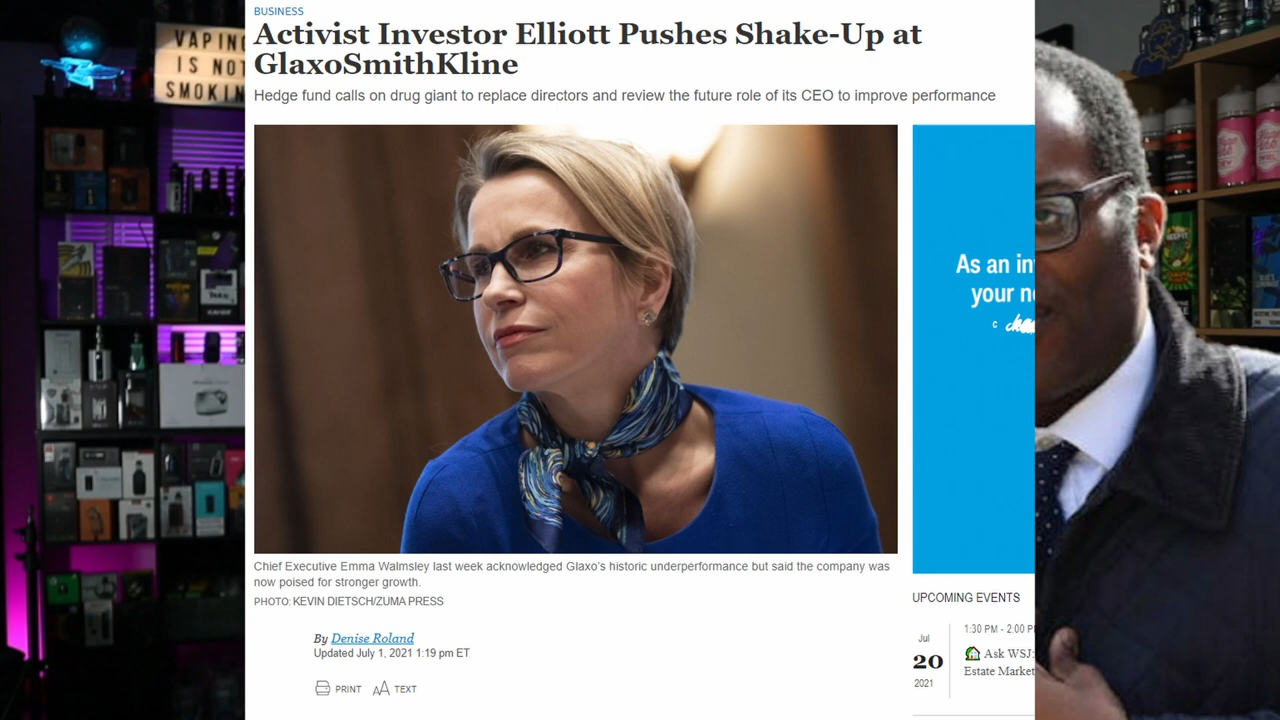 VAPING
IS NOT
SMOKIN
BUSINESS
Activist Investor Elliott Pushes Shake-Up at
GlaxoSmithKline
Hedge fund calls on drug giant to replace directors and review the future role of its CEO to improve performance
As an in
your n
Chief Executive Emma Walmsley last week acknowledged Glaxo's historic underperformance but said the company was
now poised for stronger growth.
PHOTO: KEVIN DIETSCH/ZUMA PRESS
By Denise Roland
Updated July 1, 2021 1:19 pm ET
PRINT
TEXT
UPCOMING EVENTS
Jul
20
2021
1:30 PM - 2:00 P
Ask WSJ:
Estate Market